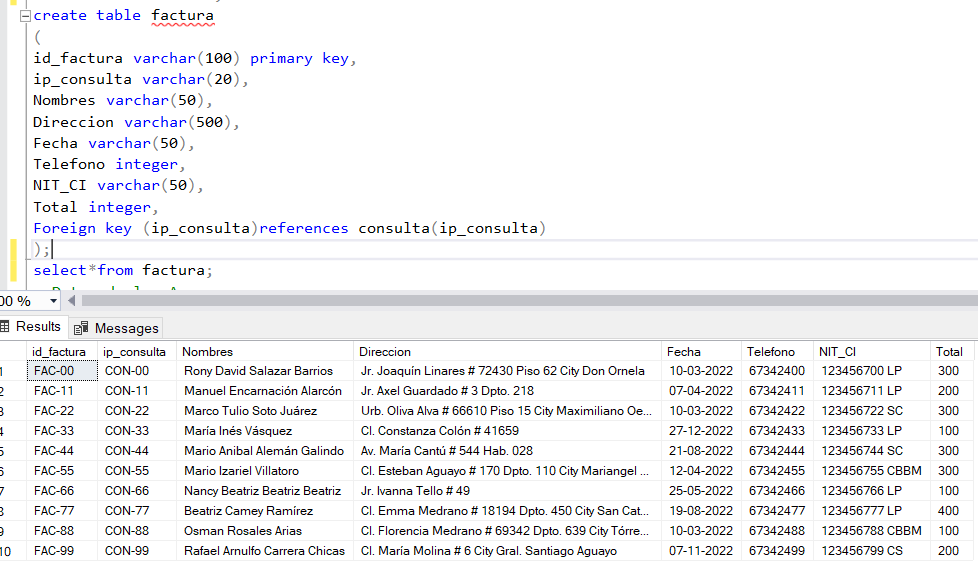 create table factura
(
id_factura varchar(100) primary key,
ip_consulta varchar(20),
Nombres varchar(50),
Direccion varchar(500),
Fecha varchar(50),
Telefono integer,
NIT_CI varchar(50),
Total integer,
Foreign key (ip_consulta)references consulta(ip_consulta)
);
select*from factura;
00 %
Results Messages
id_factura ip_consulta Nombres Direccion Fecha Telefono NIT_CI Total
1 FAC-00 CON-00 Rony David Salazar Barrios Jr. Joaquín Linares # 72430 Piso 62 City Don Ornela 10-03-2022 67342400 123456700 LP 300
2 FAC-11 CON-11 Manuel Encarnación Alarcón Jr. Axel Guardado # 3 Dpto. 218 07-04-2022 67342411 123456711 LP 200
3 FAC-22 CON-22 Marco Tulio Soto Juárez Urb. Oliva Alva # 66610 Piso 15 City Maximiliano Oe... 10-03-2022 67342422 123456722 SC 300
4 FAC-33 CON-33 María Inés Vásquez Cl. Constanza Colón # 41659 27-12-2022 67342433 123456733 LP 100
5 FAC-44 CON-44 Mario Anibal Alemán Galindo Av. María Cantú # 544 Hab. 028 21-08-2022 67342444 123456744 SC 300
6 FAC-55 CON-55 Mario Izariel Villatoro Cl. Esteban Aguayo # 170 Dpto. 110 City Mariangel ... 12-04-2022 67342455 123456755 CBBM 300
7 FAC-66 CON-66 Nancy Beatriz Beatriz Beatriz Jr. Ivanna Tello # 49 25-05-2022 67342466 123456766 LP 100
8 FAC-77 CON-77 Beatriz Camey Ramírez Cl. Emma Medrano # 18194 Dpto. 450 City San Cat... 19-08-2022 67342477 123456777 LP 400
9 FAC-88 CON-88 Osman Rosales Arias Cl. Florencia Medrano # 69342 Dpto. 639 City Tórre... 10-03-2022 67342488 123456788 CBBM 100
10 FAC-99 CON-99 Rafael Arnulfo Carrera Chicas Cl. María Molina # 6 City Gral. Santiago Aguayo 07-11-2022 67342499 123456799 CS 200